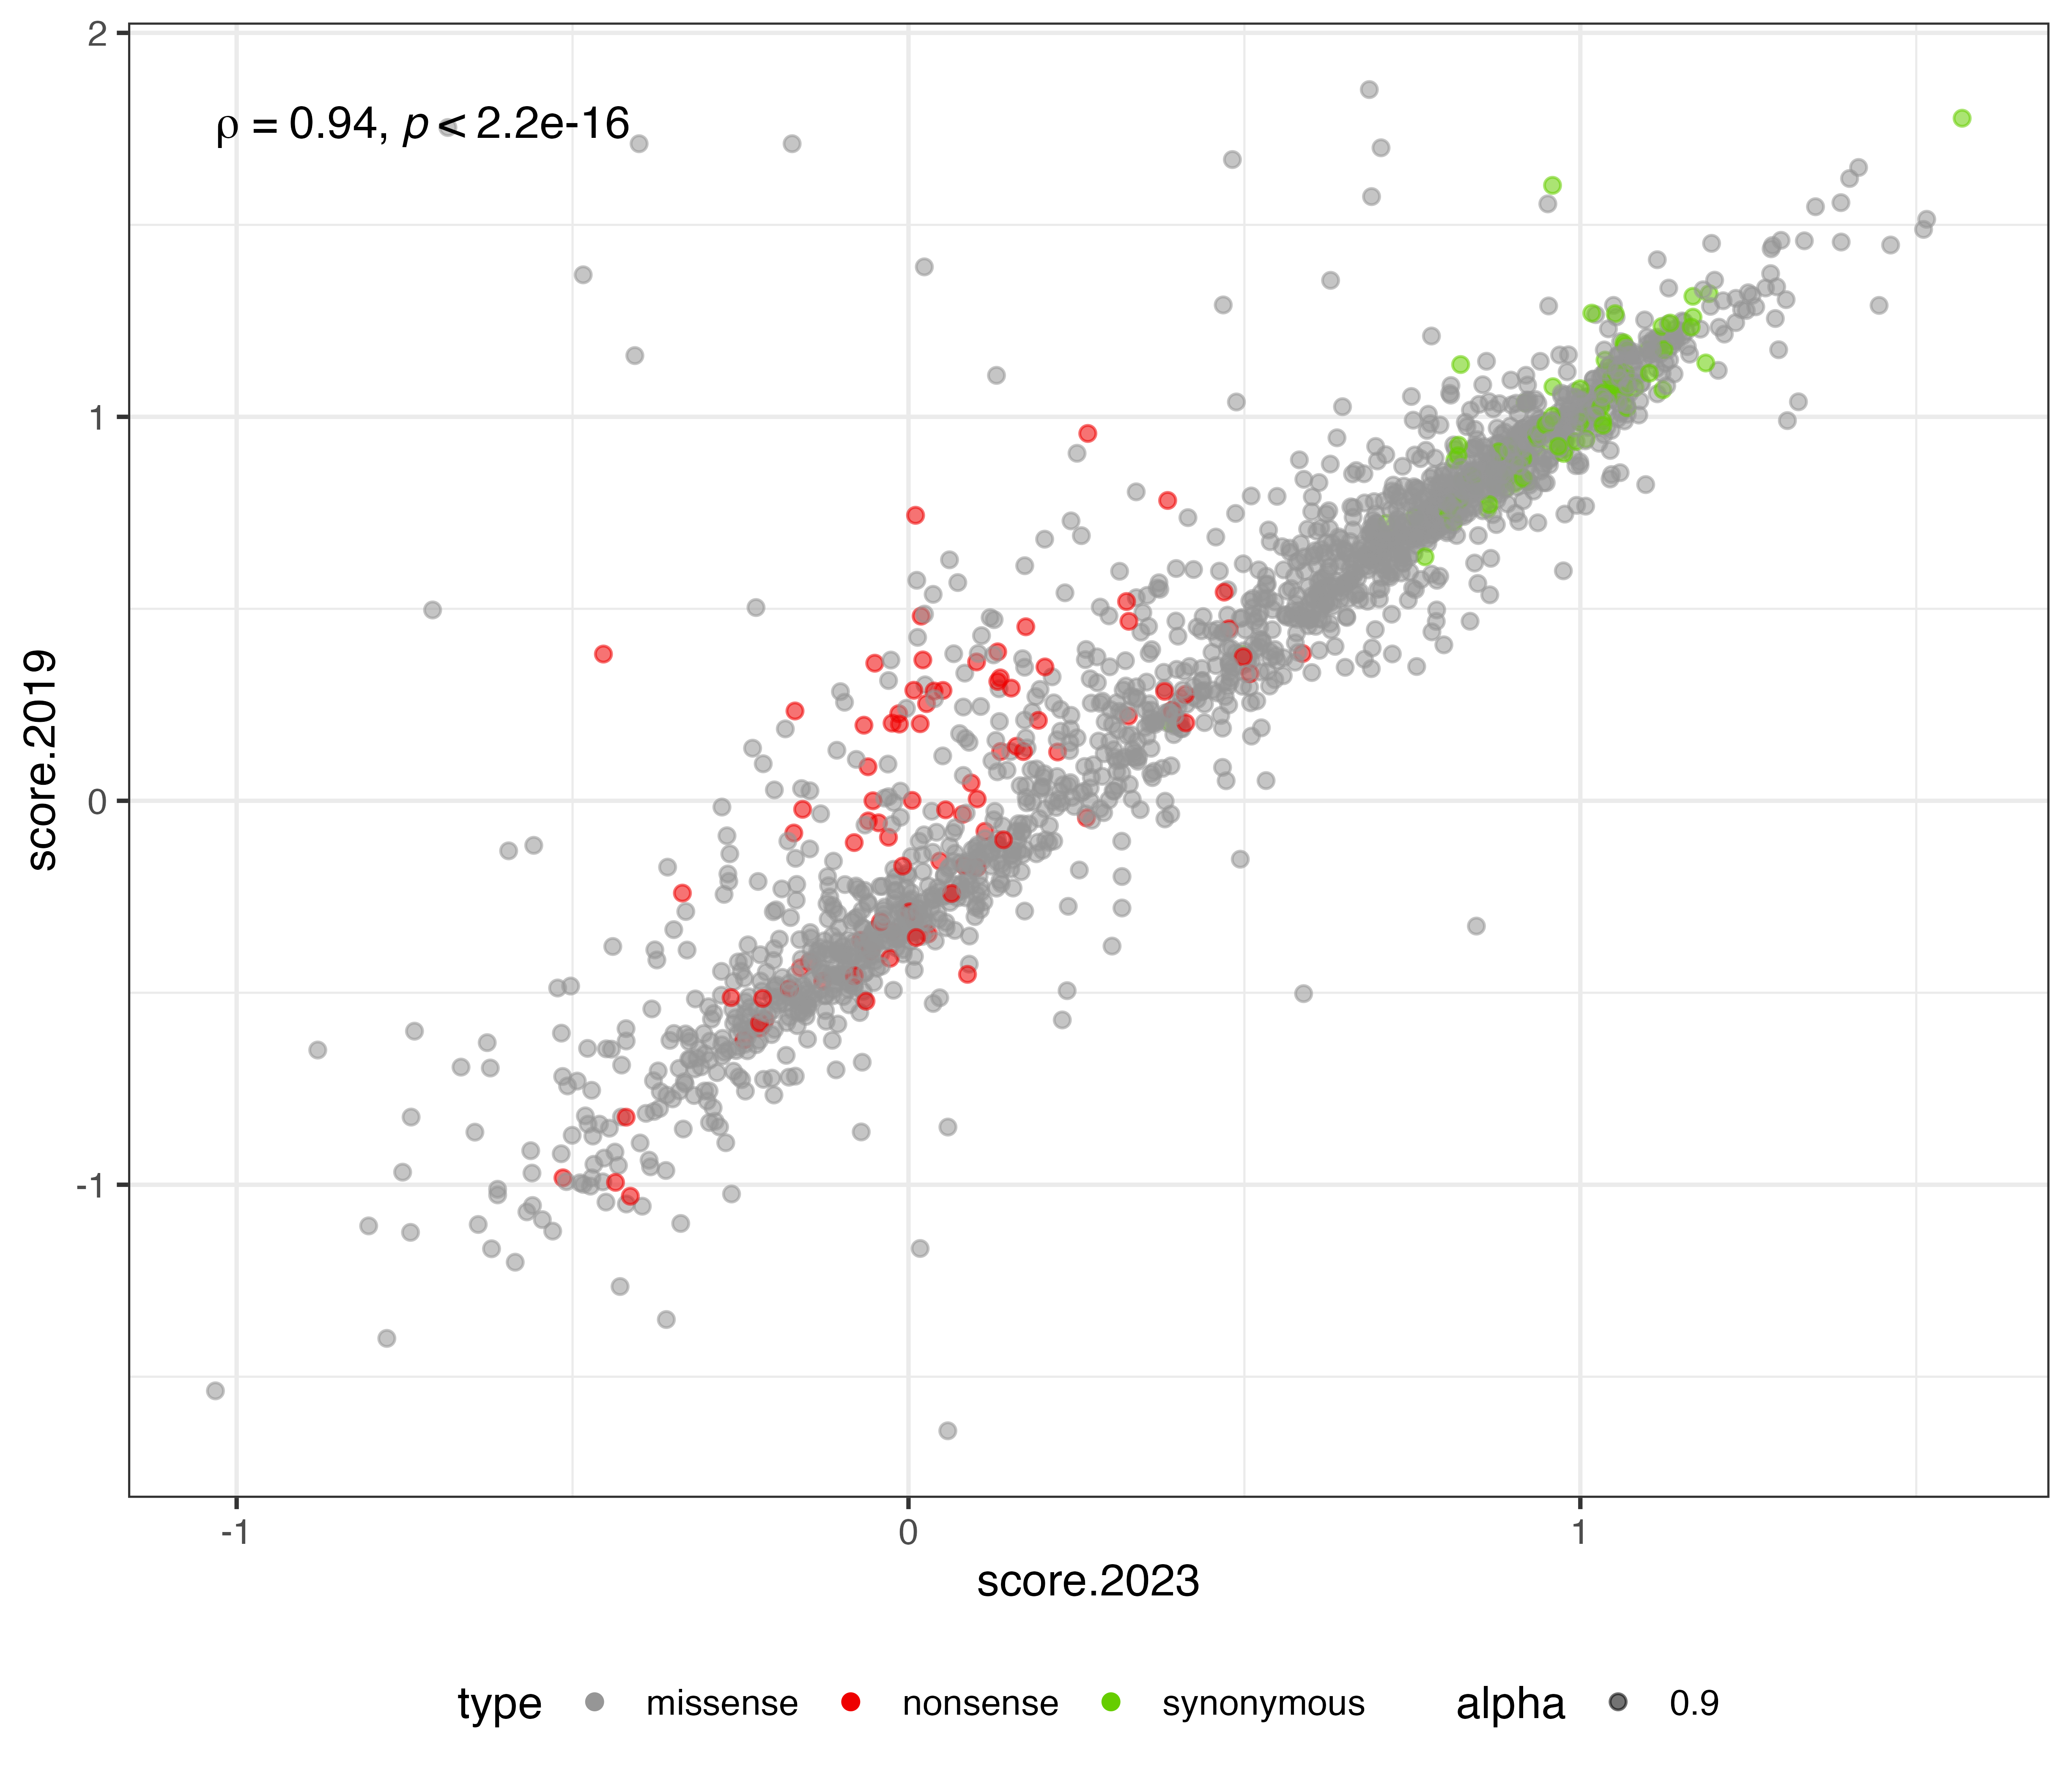 2
ρ = 0.94, p < 2.2e-16
1
0
-1
score.2019
-1 0 1
score.2023
type missense nonsense synonymous alpha 0.9